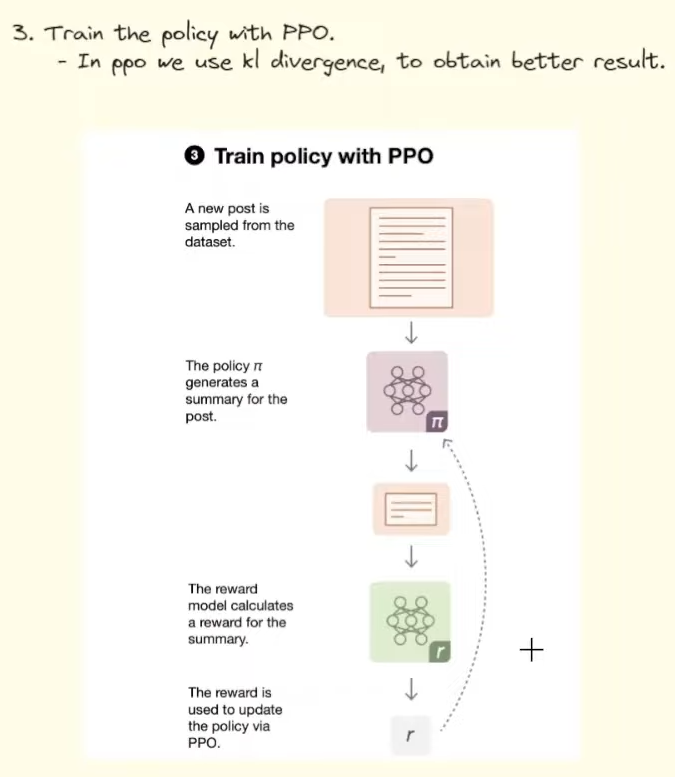 3. Train the policy with PPO.
- In ppo we use kl divergence, to obtain better result.
3 Train policy with PPO
A new post is
sampled from the
dataset.
The policy π
generates a
summary for the
post.
π
The reward
model calculates
a reward for the
summary.
r
The reward is
used to update
the policy via
PPO.
r